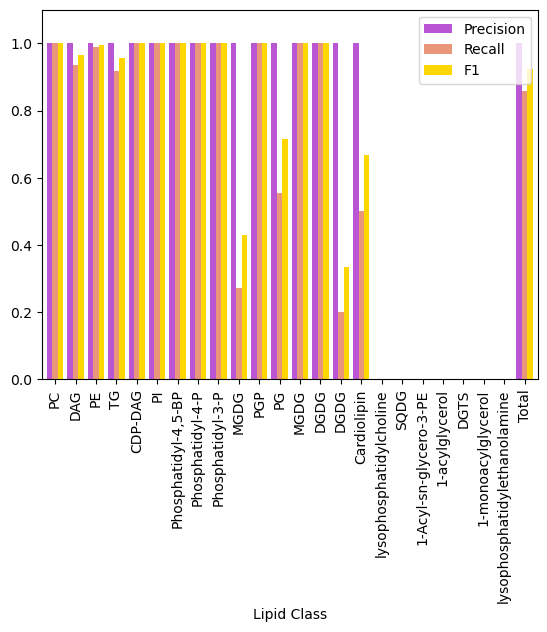 1.0
0.8
0.6
0.4
0.2
0.0
Precision
Recall
F1
PC
DAG
PE
TG
CDP-DAG
PI
Phosphatidyl-4,5-BP
Phosphatidyl-4-P
Phosphatidyl-3-P
MGDG
PGP
PG
MGDG
DGDG
DGDG
Cardiolipin
lysophosphatidylcholine
SQDG
1-Acyl-sn-glycero-3-PE
1-acylglycerol
DGTS
1-monoacylglycerol
lysophosphatidylethanolamine
Total
Lipid Class